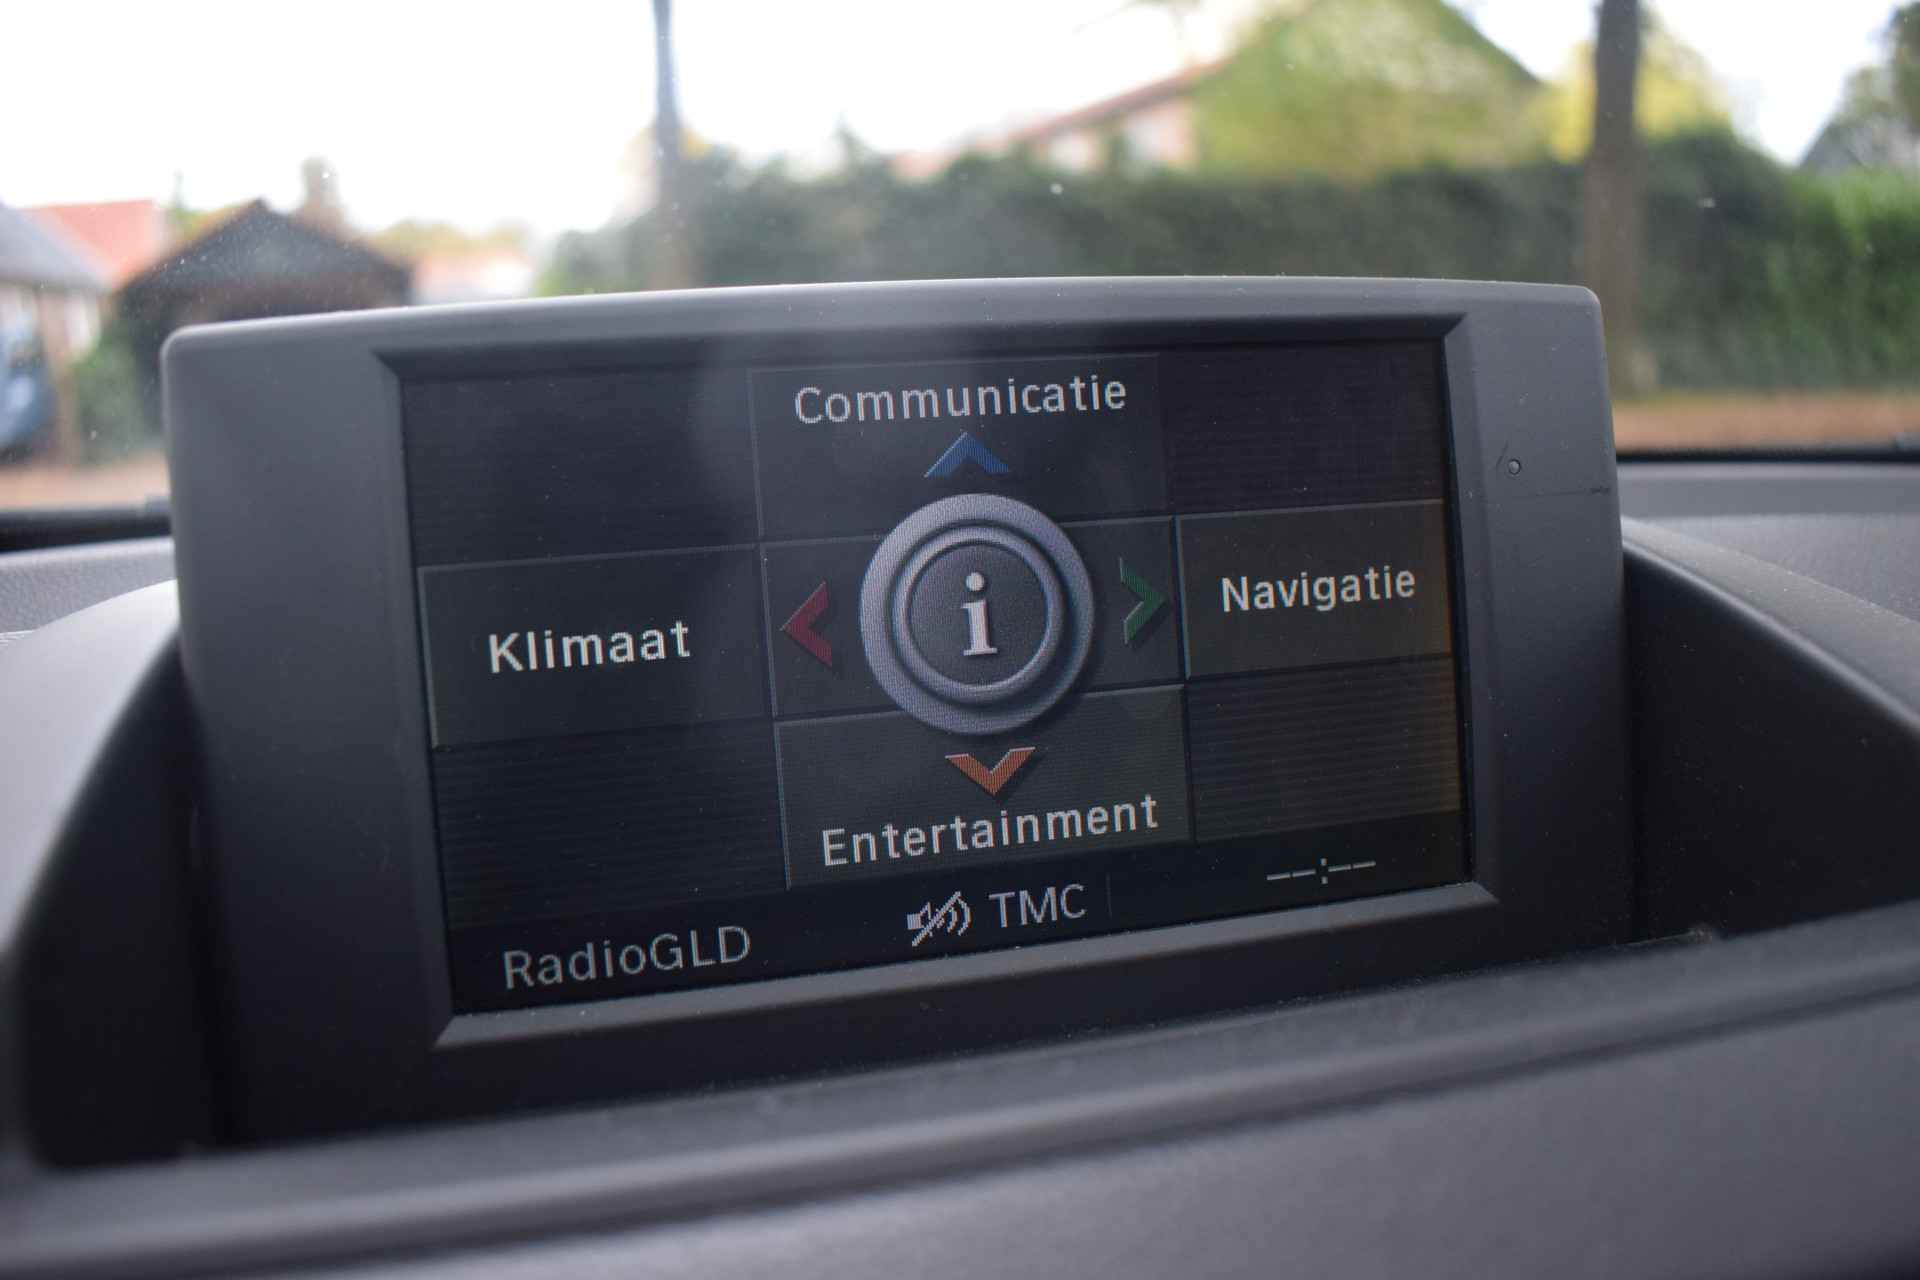 Communicatie
Klimaat
i
Navigatie
Entertainment
RadioGLD
TMC
--:--